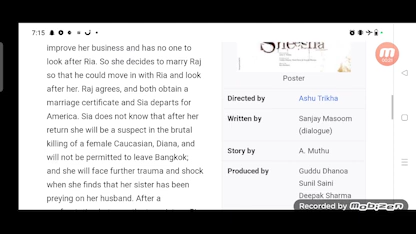 7:15
improve her business and has no one to
look after Ria. So she decides to marry Raj
so that he could move in with Ria and look
after her. Raj agrees, and both obtain a
marriage certificate and Sia departs for
America. Sia does not know that after her
return she will be a suspect in the brutal
killing of a female Caucasian, Diana, and
will not be permitted to leave Bangkok;
and she will face further trauma and shock
when she finds that her sister has been
preying on her husband. After a
Poster
Directed by Ashu Trikha
Written by Sanjay Masoom
(dialogue)
Story by A. Muthu
Produced by Guddu Dhanoa
Sunil Saini
Deepak Sharma
Recorded by MOBIZEN